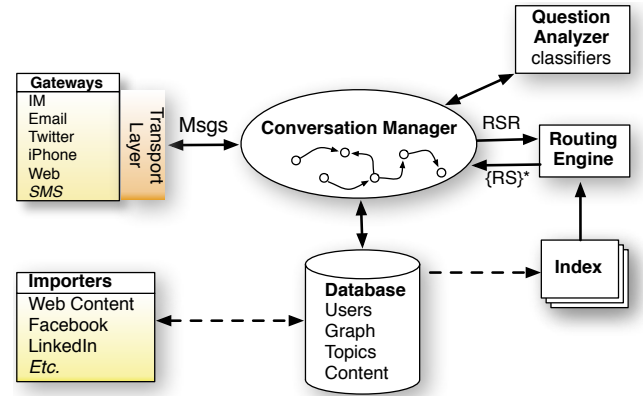 Question
Analyzer
classifiers
Gateways
IM
Email
Twitter
iPhone
Web
SMS
Transport
Layer
Msgs
Conversation Manager
RSR
{RS}*
Routing
Engine
Importers
Web Content
Facebook
LinkedIn
Etc.
Database
Users
Graph
Topics
Content
Index